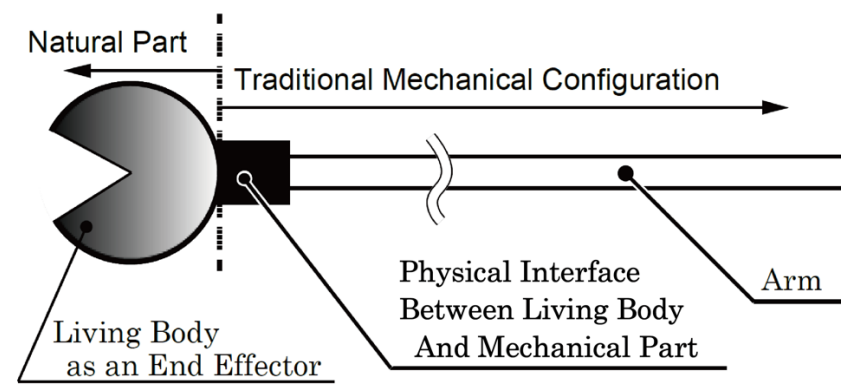 Natural Part
Traditional Mechanical Configuration
Physical Interface
Between Living Body
And Mechanical Part
Arm
Living Body
as an End Effector